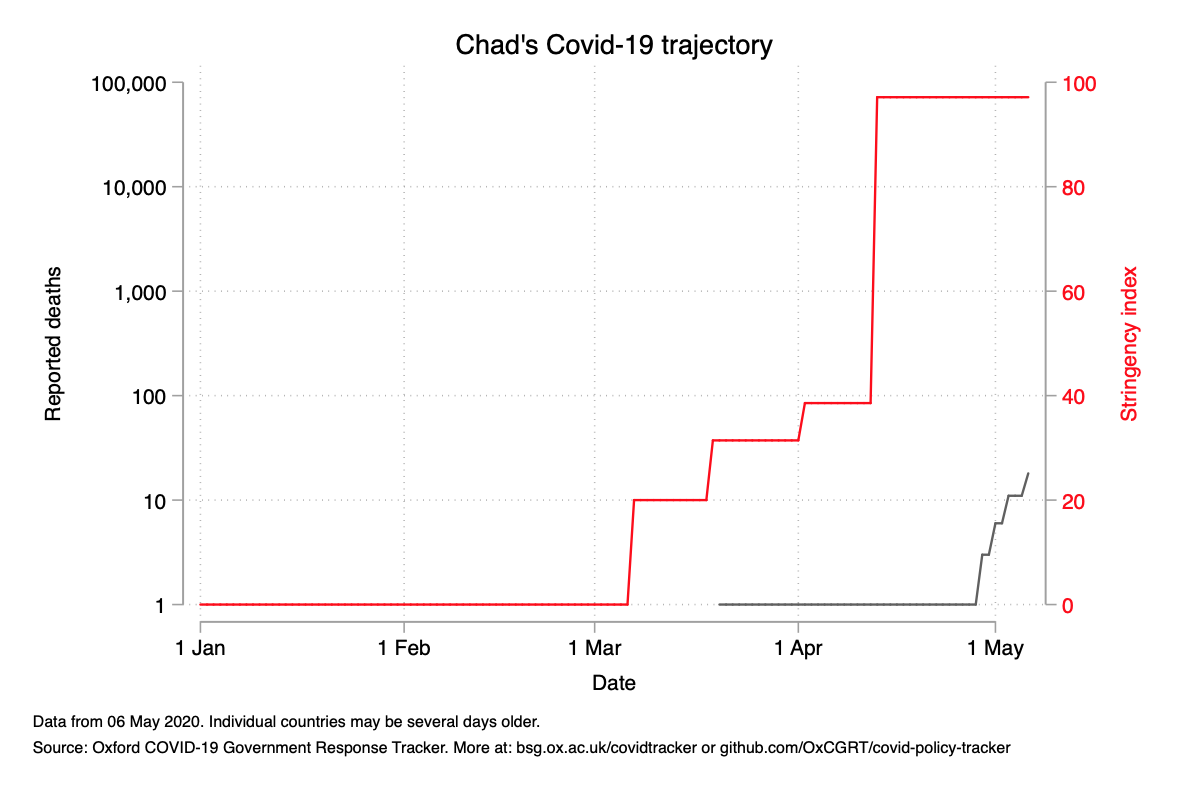 Chad's Covid-19 trajectory
100,000
10,000
1,000
100
10
1
Reported deaths
100
80
60
40
20
0
Stringency index
1 Jan
1 Feb
1 Mar
1 Apr
1 May
Date
Data from 06 May 2020. Individual countries may be several days older.
Source: Oxford COVID-19 Government Response Tracker. More at: bsg.ox.ac.uk/covidtracker or github.com/OxCGRT/covid-policy-tracker